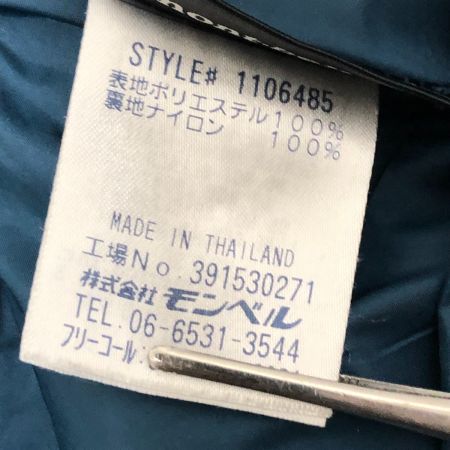 STYLE# 1106485
表地ポリエステル100%
裏地ナイロン 100%
MADE IN THAILAND
工場No.391530271
株式会社モンベル
TEL.06-6531-3544
フリーコール: